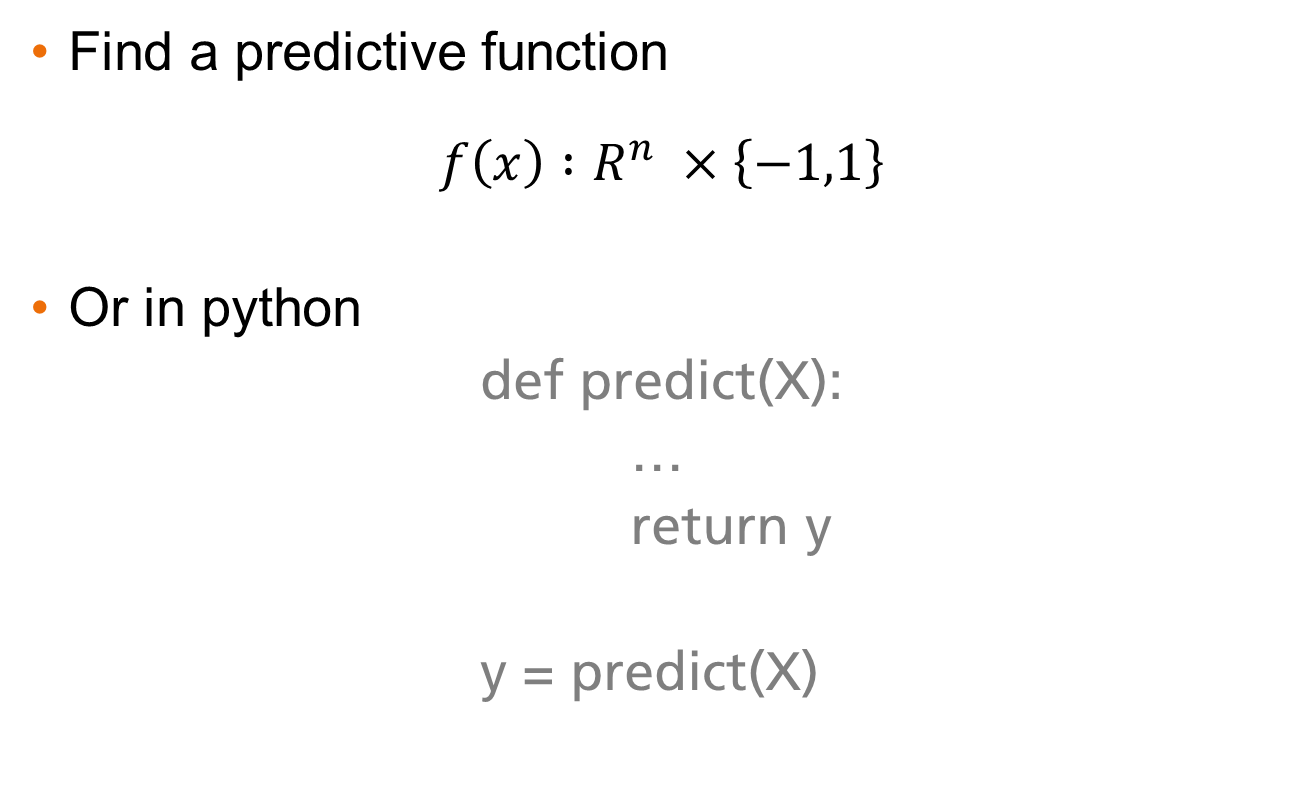 • Find a predictive function
f(x) : Rⁿ × {−1,1}
• Or in python
def predict(X):
…
return y
y = predict(X)